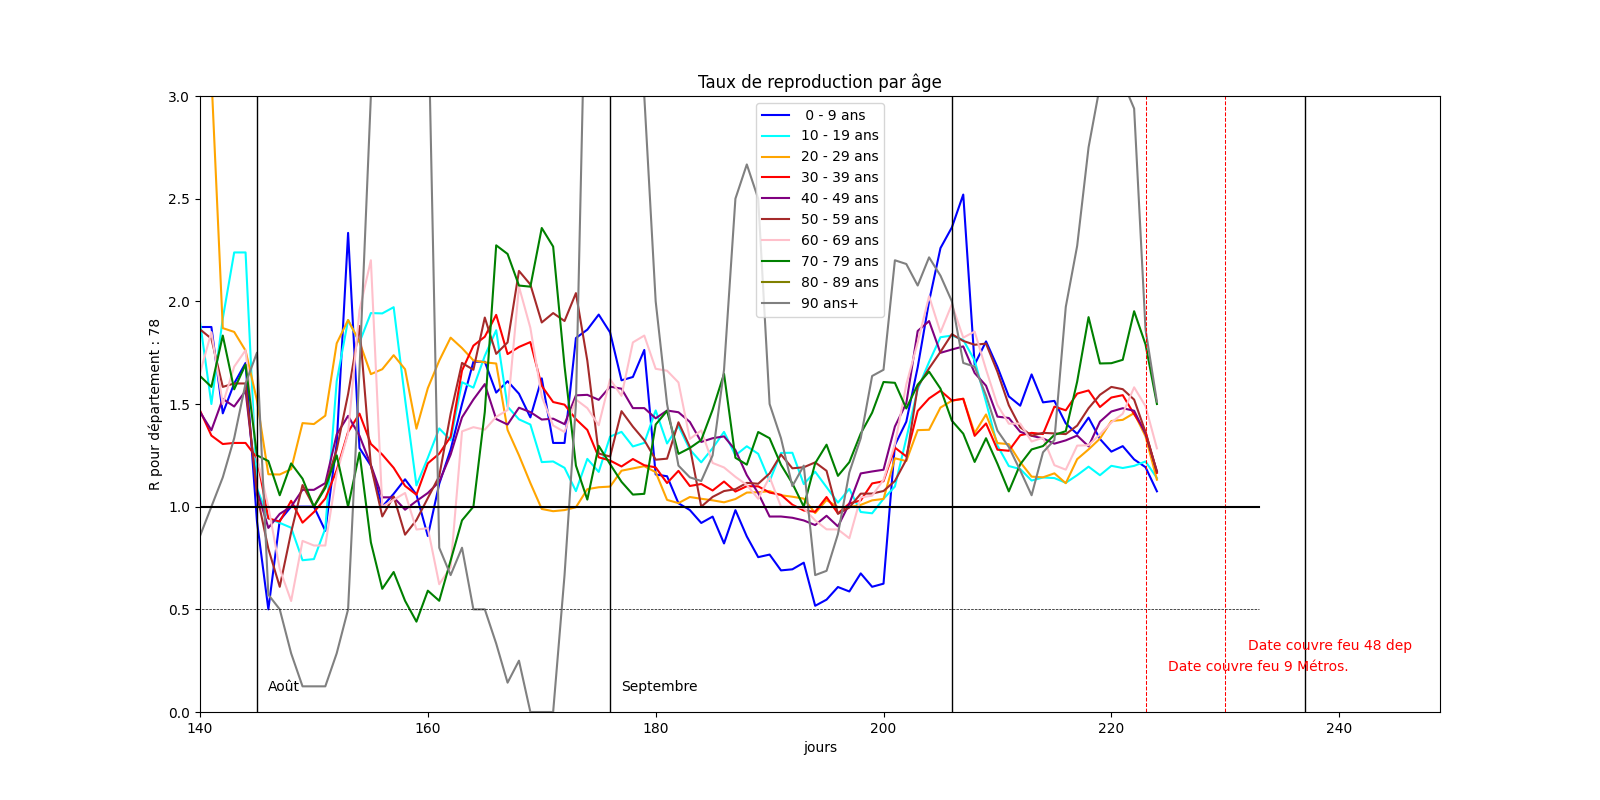 Taux de reproduction par âge
3.0
2.5
2.0
1.5
1.0
0.5
0.0
R pour département : 78
0 - 9 ans
10 - 19 ans
20 - 29 ans
30 - 39 ans
40 - 49 ans
50 - 59 ans
60 - 69 ans
70 - 79 ans
80 - 89 ans
90 ans+
Date couvre feu 48 dep
Date couvre feu 9 Métros.
Août
Septembre
140
160
180
200
220
240
jours